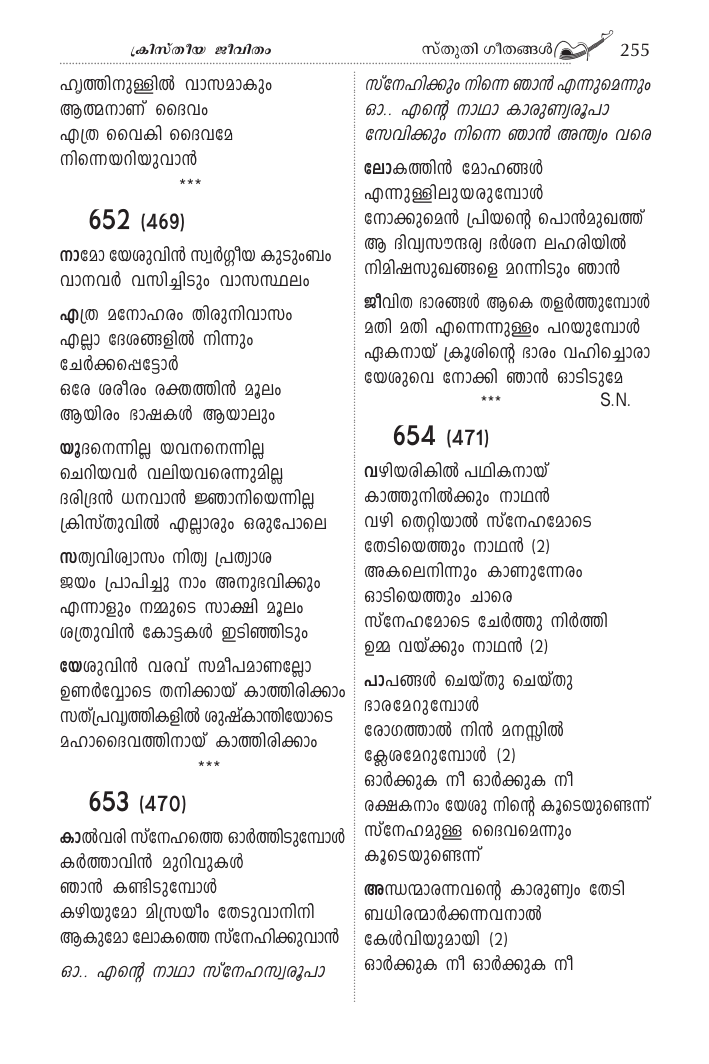 ക്രിസ്തീയ ജീവിതം
സ്തുതി ഗീതങ്ങൾ
255
ഹൃത്തിനുള്ളിൽ വാസമാകും
ആത്മനാണ് ദൈവം
എത്ര വൈകി ദൈവമേ
നിന്നെയറിയുവാൻ
***
652 (469)
നാമോ യേശുവിൻ സ്വർഗ്ഗീയ കുടുംബം
വാനവർ വസിച്ചിടും വാസസ്ഥലം
എത്ര മനോഹരം തിരുനിവാസം
എല്ലാ ദേശങ്ങളിൽ നിന്നും
ചേർക്കപ്പെട്ടോർ
ഒരേ ശരീരം രക്തത്തിൻ മൂലം
ആയിരം ഭാഷകൾ ആയാലും
യൂദനെന്നില്ല യവനനെന്നില്ല
ചെറിയവർ വലിയവരെന്നുമില്ല
ദരിദ്രൻ ധനവാൻ ജ്ഞാനിയെന്നില്ല
ക്രിസ്തുവിൽ എല്ലാരും ഒരുപോലെ
സത്യവിശ്വാസം നിത്യ പ്രത്യാശ
ജയം പ്രാപിച്ചു നാം അനുഭവിക്കും
എന്നാളും നമ്മുടെ സാക്ഷി മൂലം
ശത്രുവിൻ കോട്ടകൾ ഇടിഞ്ഞിടും
യേശുവിൻ വരവ് സമീപമാണല്ലോ
ഉണർവ്വോടെ തനിക്കായ് കാത്തിരിക്കാം
സത്പ്രവൃത്തികളിൽ ശുഷ്കാന്തിയോടെ
മഹാദൈവത്തിനായ് കാത്തിരിക്കാം
***
653 (470)
കാൽവരി സ്നേഹത്തെ ഓർത്തിടുമ്പോൾ
കർത്താവിൻ മുറിവുകൾ
ഞാൻ കണ്ടിടുമ്പോൾ
കഴിയുമോ മിസ്രയീം തേടുവാനിനി
ആകുമോ ലോകത്തെ സ്നേഹിക്കുവാൻ
ഓ.. എന്റെ നാഥാ സ്നേഹസ്വരൂപാ
സ്നേഹിക്കും നിന്നെ ഞാൻ എന്നുമെന്നും
ഓ.. എന്റെ നാഥാ കാരുണ്യരൂപാ
സേവിക്കും നിന്നെ ഞാൻ അന്ത്യം വരെ
ലോകത്തിൻ മോഹങ്ങൾ
എന്നുള്ളിലുയരുമ്പോൾ
നോക്കുമെൻ പ്രിയന്റെ പൊൻമുഖത്ത്
ആ ദിവ്യസൗന്ദര്യ ദർശന ലഹരിയിൽ
നിമിഷസുഖങ്ങളെ മറന്നിടും ഞാൻ
ജീവിത ഭാരങ്ങൾ ആകെ തളർത്തുമ്പോൾ
മതി മതി എന്നെന്നുള്ളം പറയുമ്പോൾ
ഏകനായ് ക്രൂശിന്റെ ഭാരം വഹിച്ചൊരാ
യേശുവെ നോക്കി ഞാൻ ഓടിടുമേ
*** S.N.
654 (471)
വഴിയരികിൽ പഥികനായ്
കാത്തുനിൽക്കും നാഥൻ
വഴി തെറ്റിയാൽ സ്നേഹമോടെ
തേടിയെത്തും നാഥൻ (2)
അകലെനിന്നും കാണുന്നേരം
ഓടിയെത്തും ചാരെ
സ്നേഹമോടെ ചേർത്തു നിർത്തി
ഉമ്മ വയ്ക്കും നാഥൻ (2)
പാപങ്ങൾ ചെയ്തു ചെയ്തു
ഭാരമേറുമ്പോൾ
രോഗത്താൽ നിൻ മനസ്സിൽ
ക്ലേശമേറുമ്പോൾ (2)
ഓർക്കുക നീ ഓർക്കുക നീ
രക്ഷകനാം യേശു നിന്റെ കൂടെയുണ്ടെന്ന്
സ്നേഹമുള്ള ദൈവമെന്നും
കൂടെയുണ്ടെന്ന്
അന്ധന്മാരന്നവന്റെ കാരുണ്യം തേടി
ബധിരന്മാർക്കന്നവനാൽ
കേൾവിയുമായി (2)
ഓർക്കുക നീ ഓർക്കുക നീ